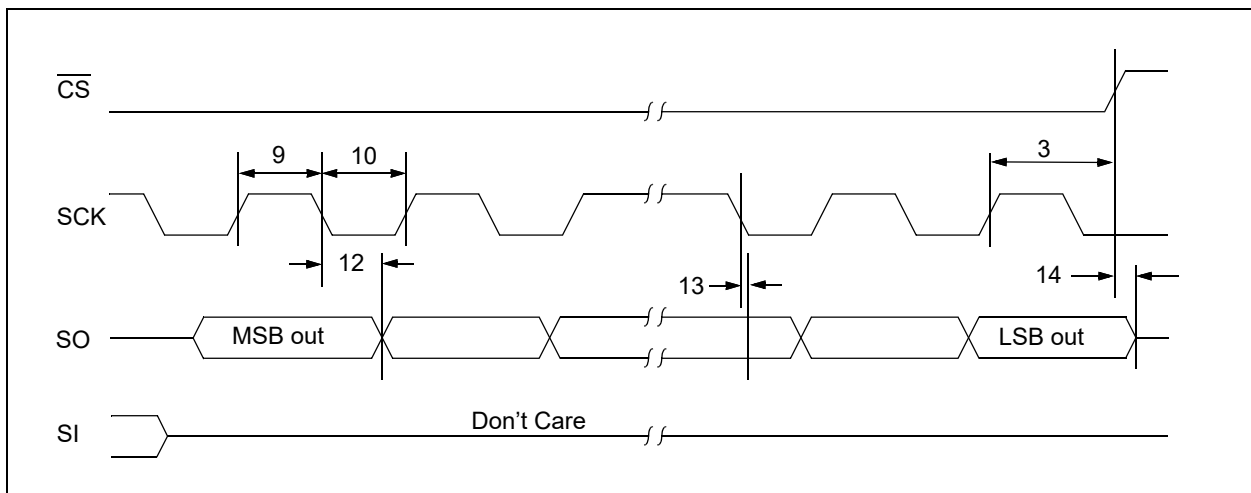 CS
9
10
3
SCK
12
13
14
SO
MSB out
LSB out
SI
Don't Care